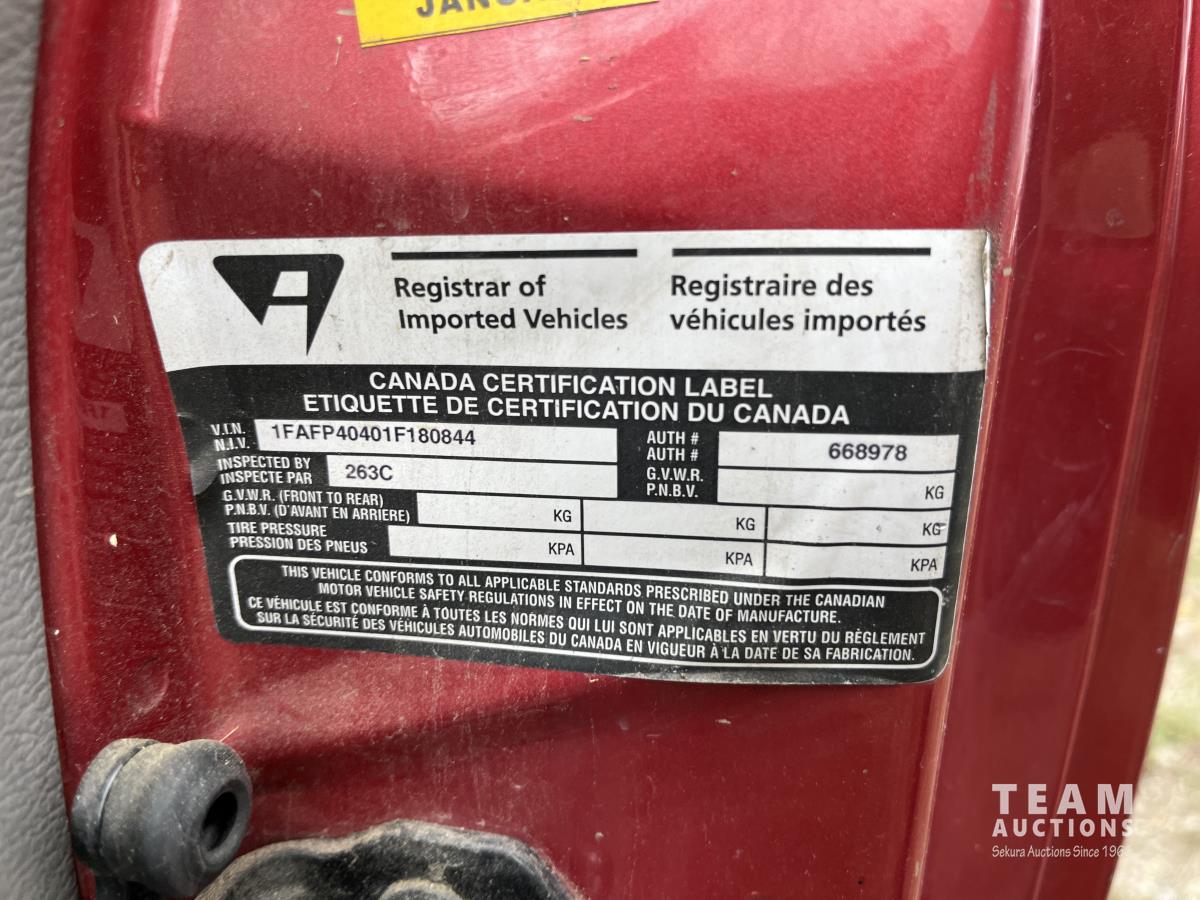 Registrar of
Imported Vehicles
Registraire des
véhicules importés
CANADA CERTIFICATION LABEL
ETIQUETTE DE CERTIFICATION DU CANADA
V.I.N. 1FAFP40401F180844
N.I.V.
AUTH # 668978
AUTH #
INSPECTED BY 263C
INSPECTE PAR
G.V.W.R. KG
P.N.B.V.
G.V.W.R. (FRONT TO REAR) KG KG KG
P.N.B.V. (D'AVANT EN ARRIERE)
TIRE PRESSURE KPA KPA KPA
PRESSION DES PNEUS
THIS VEHICLE CONFORMS TO ALL APPLICABLE STANDARDS PRESCRIBED UNDER THE CANADIAN
MOTOR VEHICLE SAFETY REGULATIONS IN EFFECT ON THE DATE OF MANUFACTURE.
CE VÉHICULE EST CONFORME À TOUTES LES NORMES QUI LUI SONT APPLICABLES EN VERTU DU RÈGLEMENT
SUR LA SÉCURITÉ DES VÉHICULES AUTOMOBILES DU CANADA EN VIGUEUR À LA DATE DE SA FABRICATION.
TEAM
AUCTIONS
Sekura Auctions Since